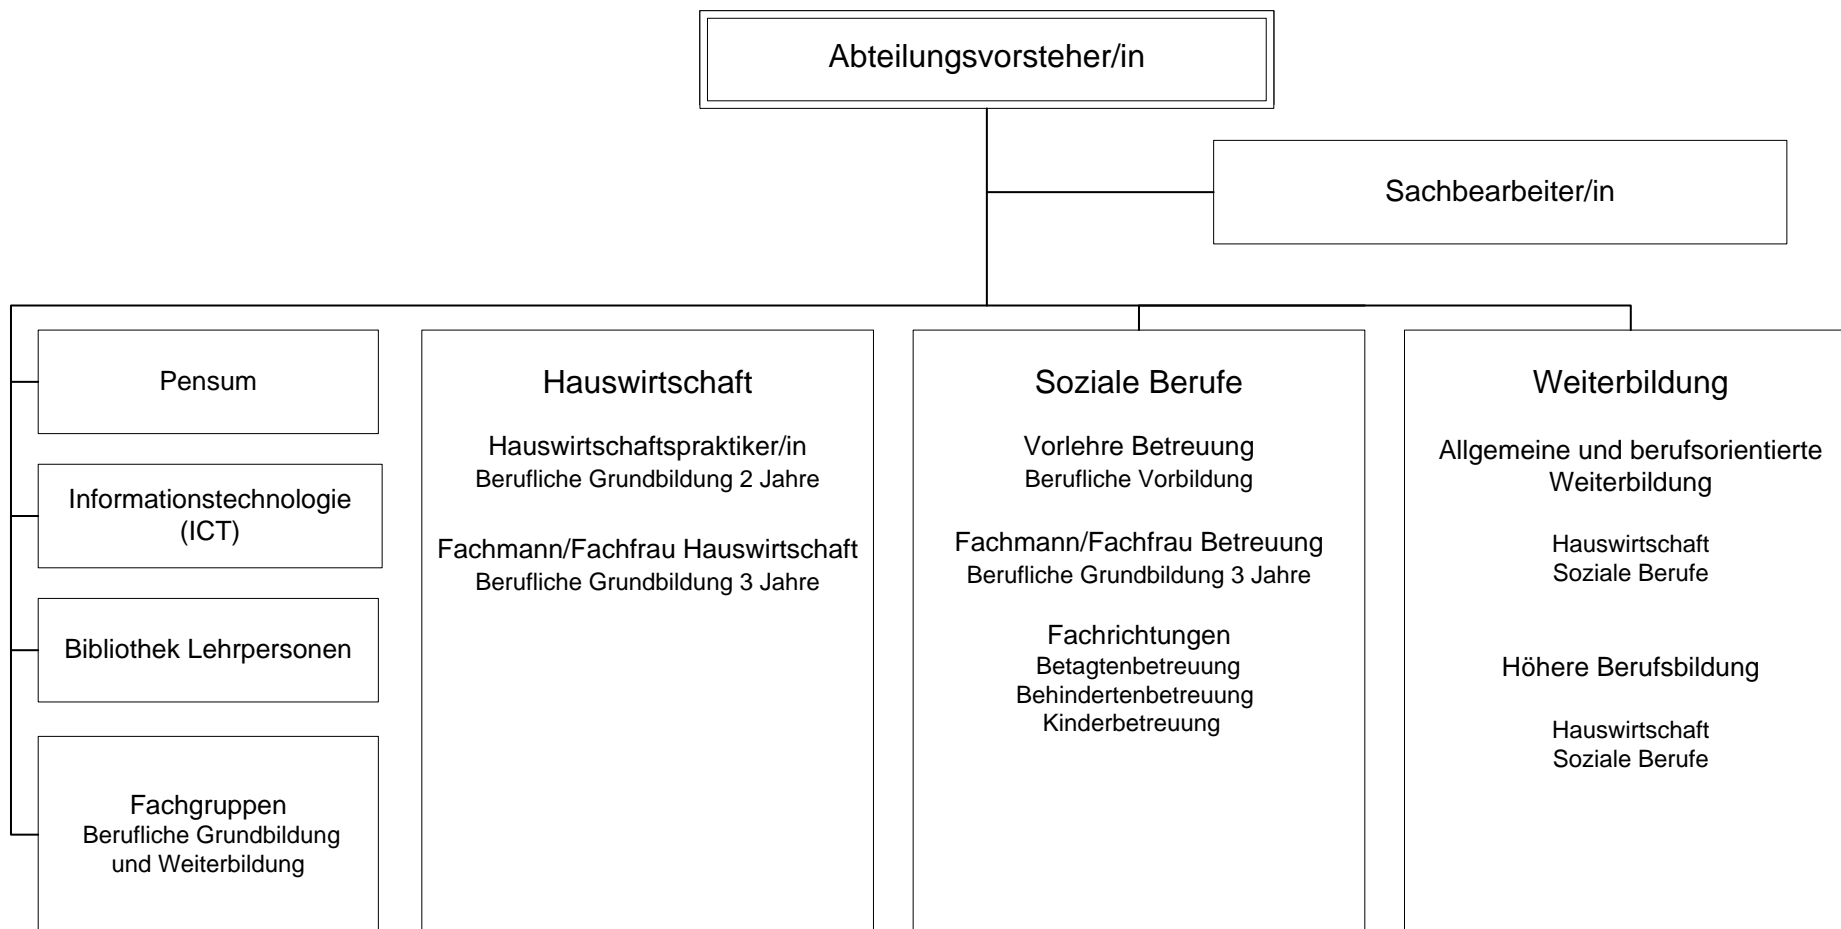 Abteilungsvorsteher/in
Sachbearbeiter/in
Pensum
Informationstechnologie
(ICT)
Bibliothek Lehrpersonen
Fachgruppen
Berufliche Grundbildung
und Weiterbildung
Hauswirtschaft
Hauswirtschaftspraktiker/in
Berufliche Grundbildung 2 Jahre
Fachmann/Fachfrau Hauswirtschaft
Berufliche Grundbildung 3 Jahre
Soziale Berufe
Vorlehre Betreuung
Berufliche Vorbildung
Fachmann/Fachfrau Betreuung
Berufliche Grundbildung 3 Jahre
Fachrichtungen
Betagtenbetreuung
Behindertenbetreuung
Kinderbetreuung
Weiterbildung
Allgemeine und berufsorientierte
Weiterbildung
Hauswirtschaft
Soziale Berufe
Höhere Berufsbildung
Hauswirtschaft
Soziale Berufe